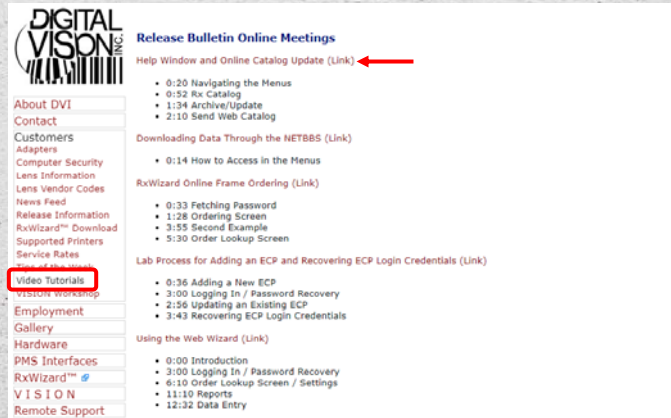 DIGITAL
VISION INC.
About DVI
Contact
Customers
Adapters
Computer Security
Lens Information
Lens Vendor Codes
News Feed
Release Information
RxWizard™ Download
Supported Printers
Service Rates
Tips of the Week
Video Tutorials
VISION Workshop
Employment
Gallery
Hardware
PMS Interfaces
RxWizard™
VISION
Remote Support
Release Bulletin Online Meetings
Help Window and Online Catalog Update (Link)
• 0:20 Navigating the Menus
• 0:52 Rx Catalog
• 1:34 Archive/Update
• 2:10 Send Web Catalog
Downloading Data Through the NETBBS (Link)
• 0:14 How to Access in the Menus
RxWizard Online Frame Ordering (Link)
• 0:33 Fetching Password
• 1:28 Ordering Screen
• 3:55 Second Example
• 5:30 Order Lookup Screen
Lab Process for Adding an ECP and Recovering ECP Login Credentials (Link)
• 0:36 Adding a New ECP
• 3:00 Logging In / Password Recovery
• 2:56 Updating an Existing ECP
• 3:43 Recovering ECP Login Credentials
Using the Web Wizard (Link)
• 0:00 Introduction
• 3:00 Logging In / Password Recovery
• 6:10 Order Lookup Screen / Settings
• 11:10 Reports
• 12:32 Data Entry